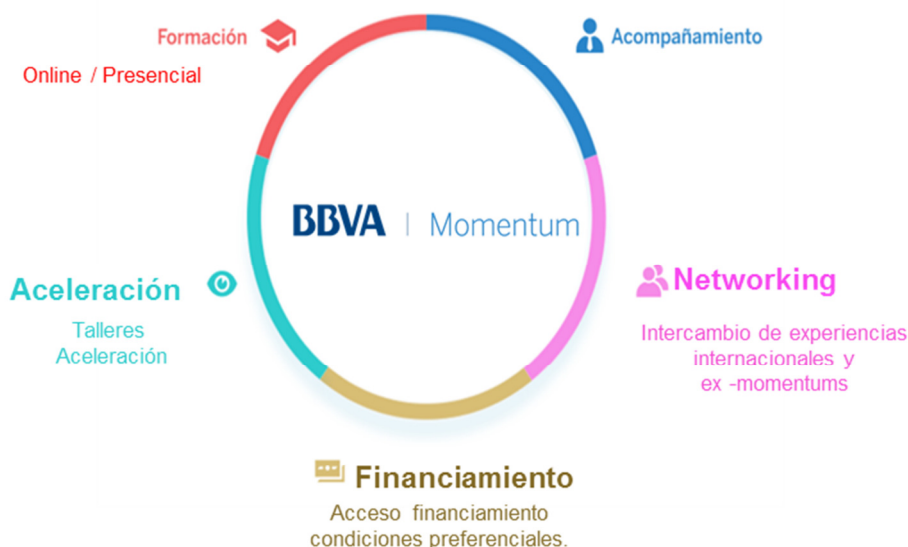 Formación
Acompañamiento
Online / Presencial
BBVA | Momentum
Aceleración
Networking
Talleres
Aceleración
Intercambio de experiencias
internacionales y
ex -momentums
Financiamiento
Acceso financiamiento
condiciones preferenciales.